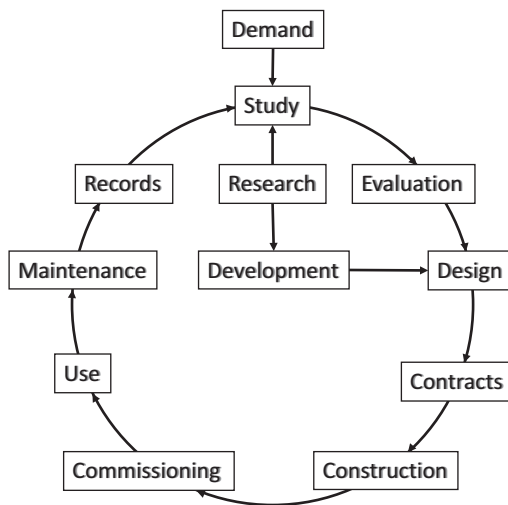 Demand
Study
Records
Research
Evaluation
Maintenance
Development
Design
Use
Contracts
Commissioning
Construction